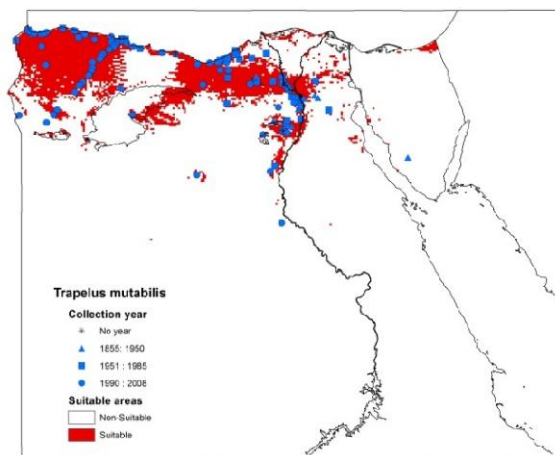 Trapelus mutabilis
Collection year
No year
1855: 1950
1951 : 1985
1990 : 2008
Suitable areas
Non-Suitable
Suitable